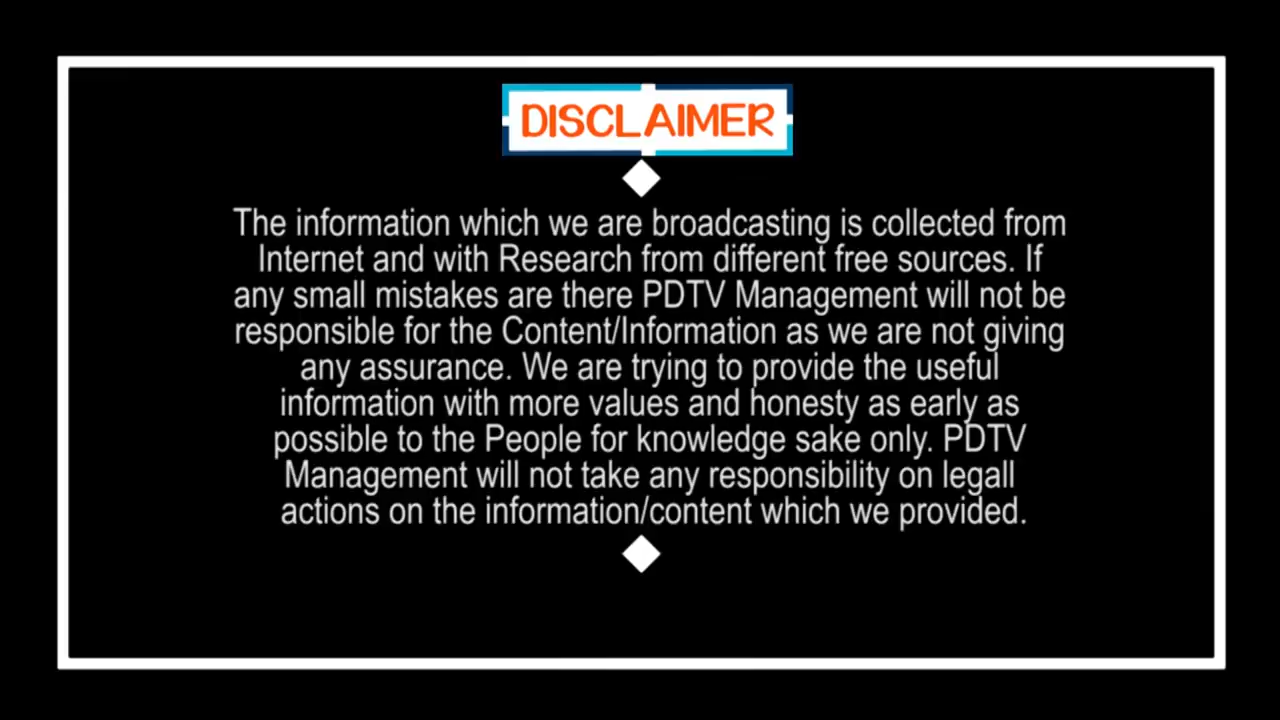 DISCLAIMER
The information which we are broadcasting is collected from
Internet and with Research from different free sources. If
any small mistakes are there PDTV Management will not be
responsible for the Content/Information as we are not giving
any assurance. We are trying to provide the useful
information with more values and honesty as early as
possible to the People for knowledge sake only. PDTV
Management will not take any responsibility on legall
actions on the information/content which we provided.